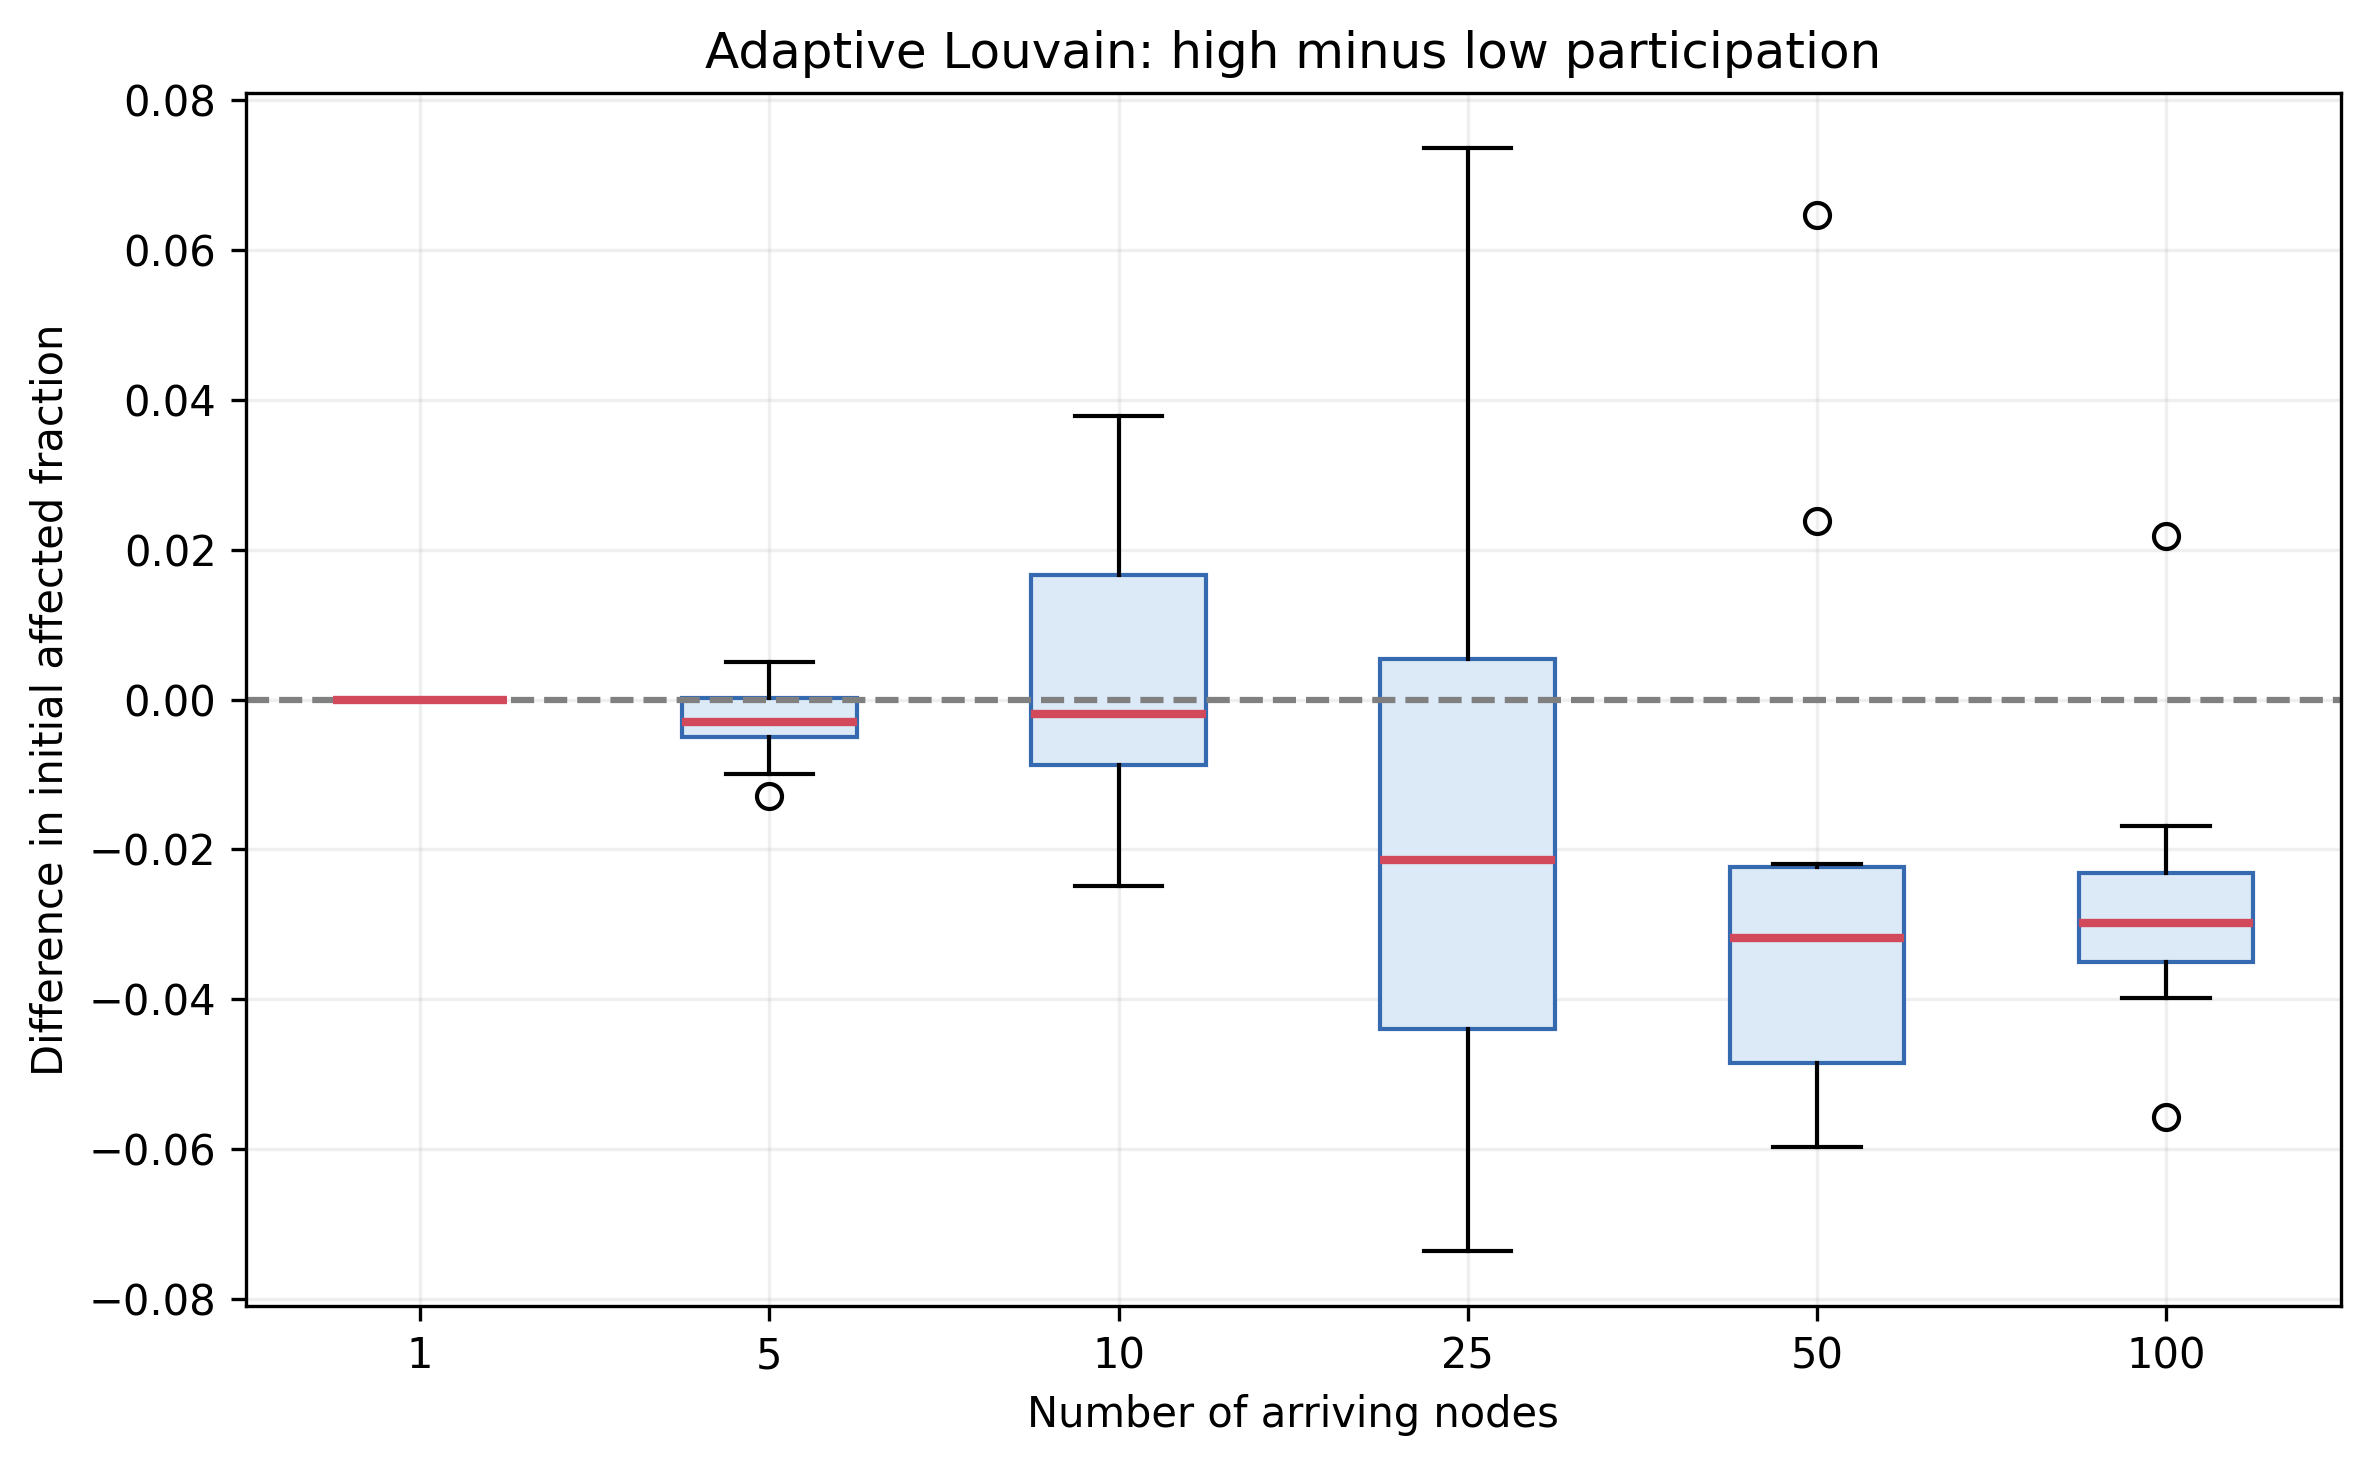 Adaptive Louvain: high minus low participation
Difference in initial affected fraction
0.08
0.06
0.04
0.02
0.00
−0.02
−0.04
−0.06
−0.08
1 5 10 25 50 100
Number of arriving nodes